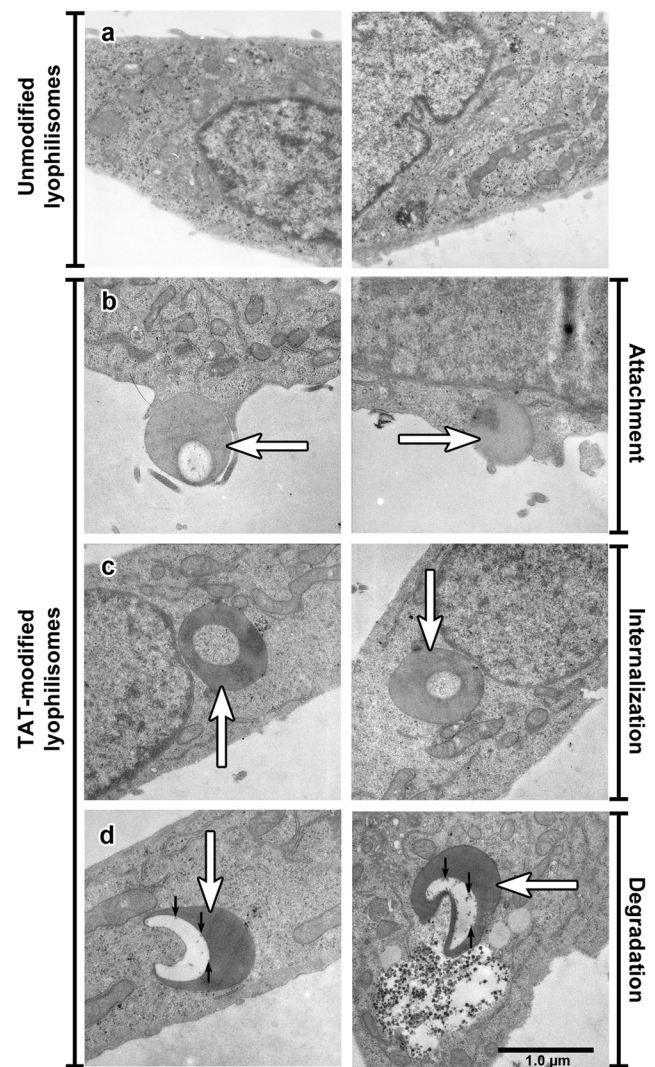 Unmodified
lyophilisomes
a
TAT-modified
lyophilisomes
b
Attachment
c
Internalization
d
Degradation
1.0 µm